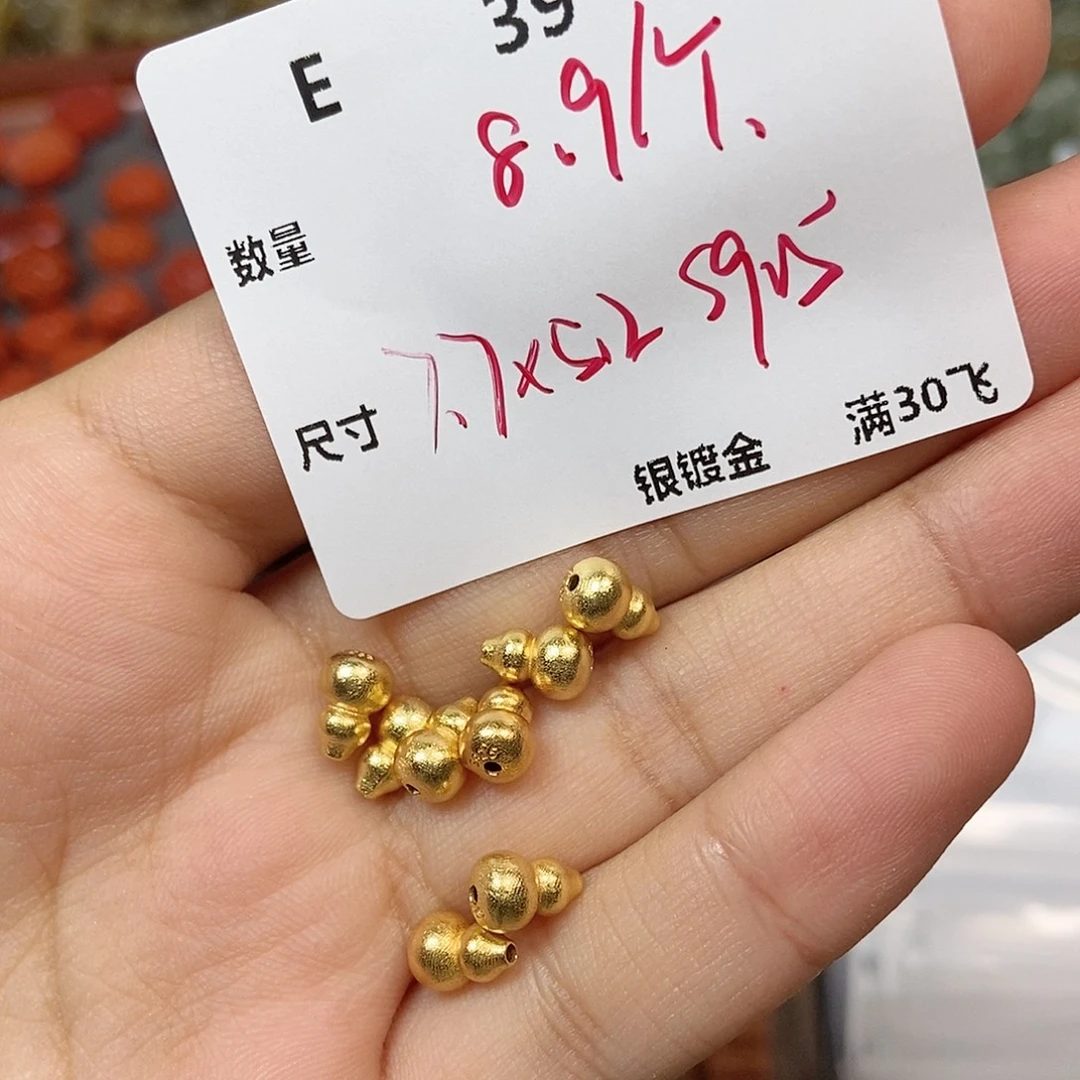 E 39
8.9/个.
数量
7.7×5.2 S925
尺寸
银镀金 满30飞